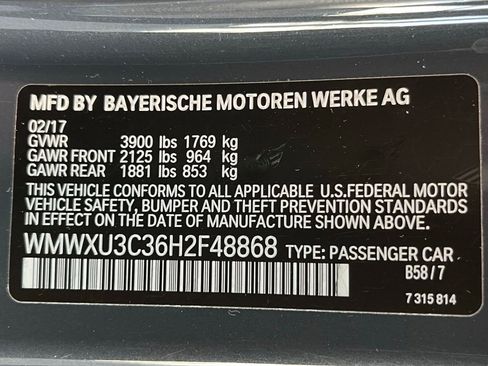 MFD BY BAYERISCHE MOTOREN WERKE AG
02/17
GVWR 3900 lbs 1769 kg
GAWR FRONT 2125 lbs 964 kg
GAWR REAR 1881 lbs 853 kg
THIS VEHICLE CONFORMS TO ALL APPLICABLE U.S.FEDERAL MOTOR
VEHICLE SAFETY, BUMPER AND THEFT PREVENTION STANDARDS
IN EFFECT ON THE DATE OF MANUFACTURE SHOWN ABOVE.
WMWXU3C36H2F48868 TYPE: PASSENGER CAR
B58/7
7 315 814